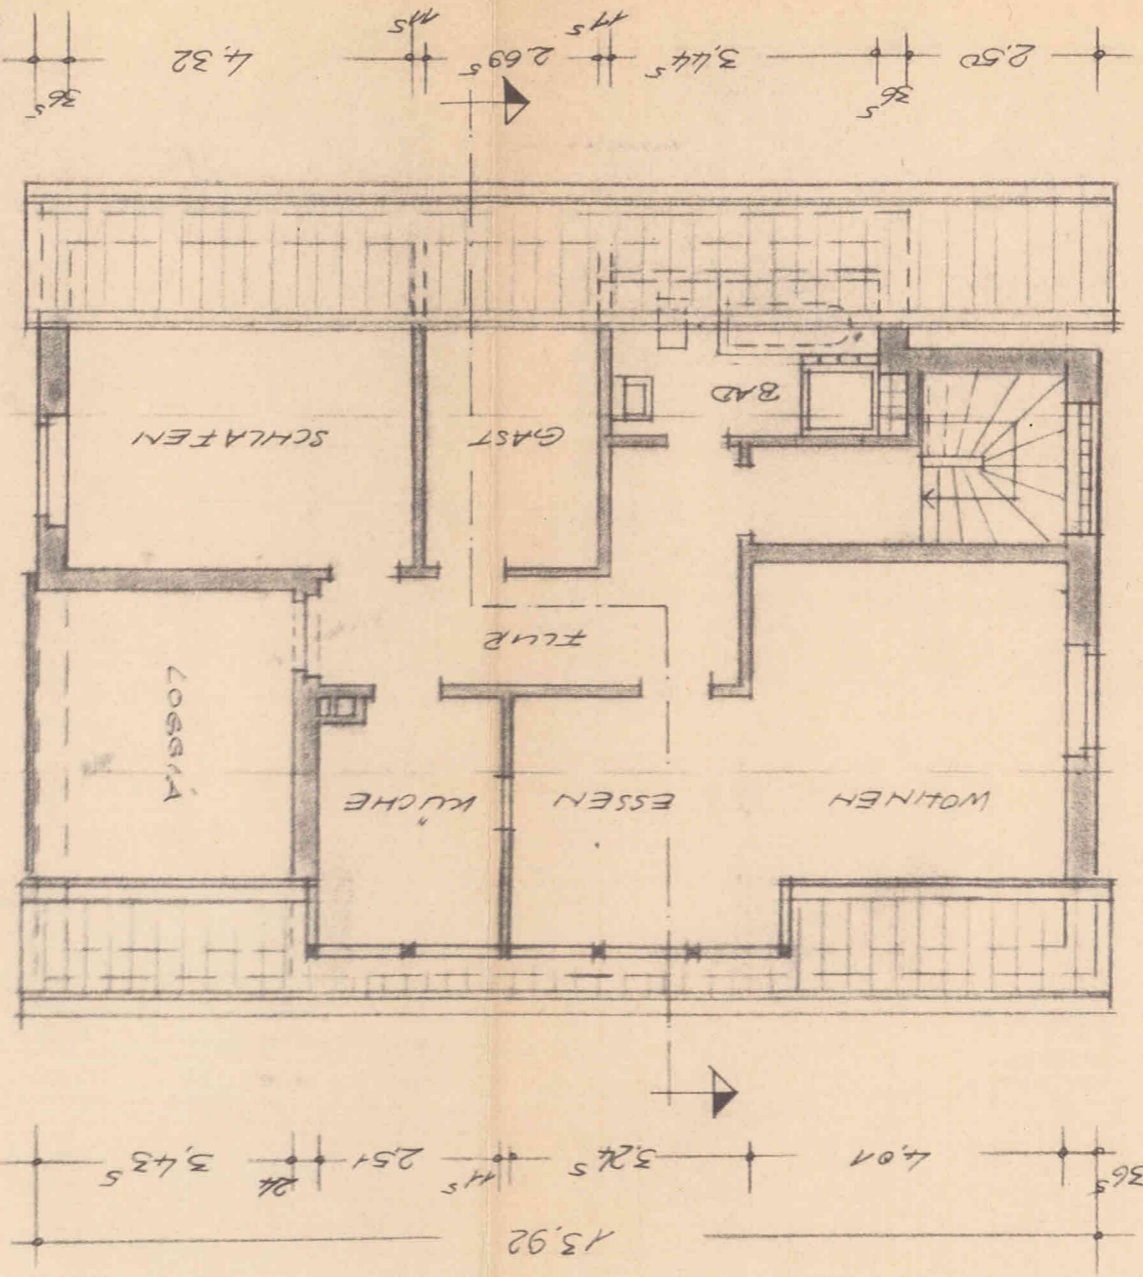 13,92
36⁵ 4,01 3,24⁵ 11⁵ 2,51 24 3,43⁵
WOHNEN ESSEN KÜCHE
LOGGIA
FLUR
GAST SCHLAFEN
BAD
2,50 36⁵ 3,44⁵ 11⁵ 2,69⁵ 11⁵ 4,32 36⁵